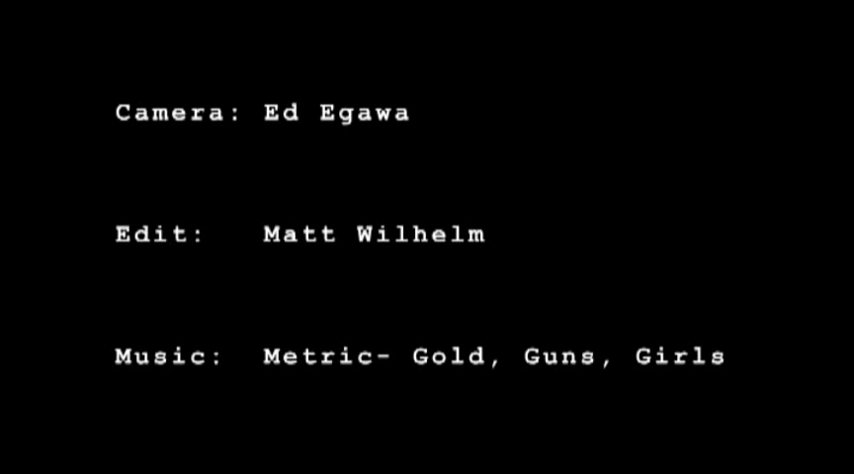 Camera: Ed Egawa
Edit: Matt Wilhelm
Music: Metric- Gold, Guns, Girls